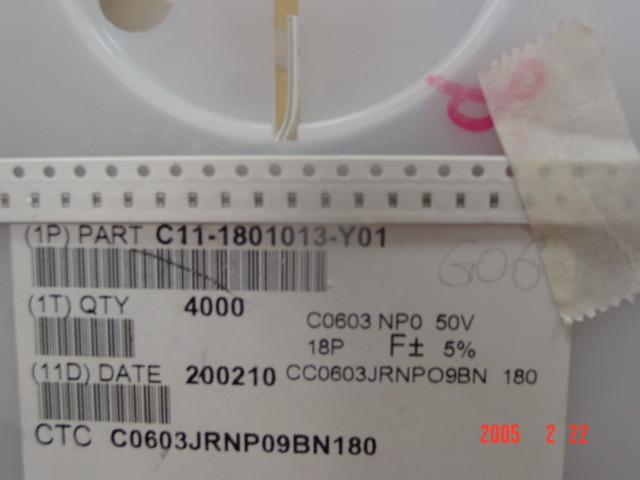 (1P) PART C11-1801013-Y01
G06
(1T) QTY 4000
C0603 NP0 50V
18P F± 5%
(11D) DATE 200210 CC0603JRNPO9BN 180
CTC C0603JRNP09BN180
2005 2 22